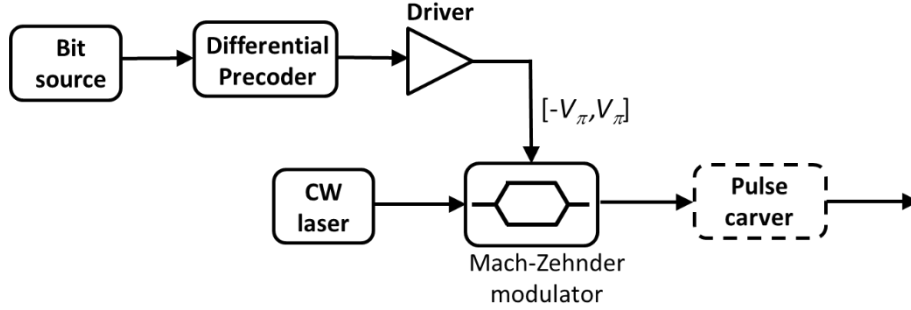 Driver
Bit
source
Differential
Precoder
[-Vπ,Vπ]
CW
laser
Pulse
carver
Mach-Zehnder
modulator